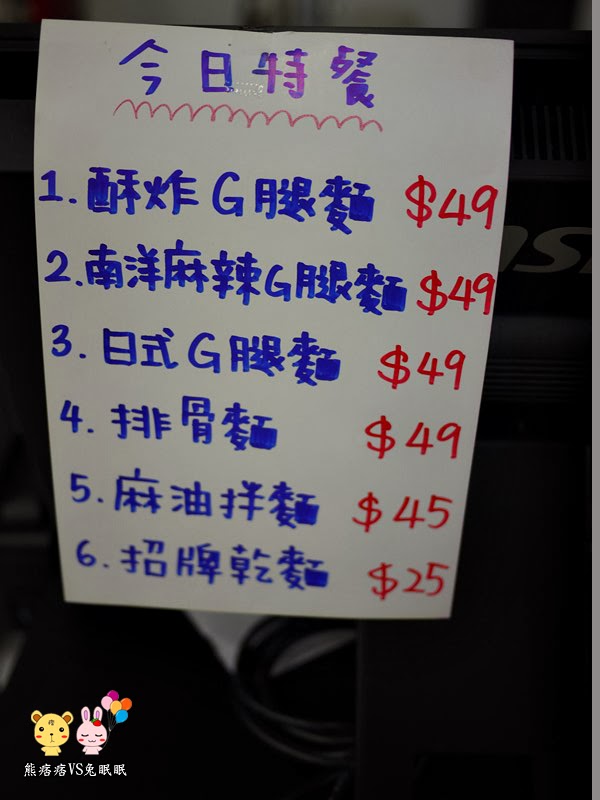 今日特餐
1. 酥炸G腿麵 $49
2. 南洋麻辣G腿麵 $49
3. 日式G腿麵 $49
4. 排骨麵 $49
5. 麻油拌麵 $45
6. 招牌乾麵 $25
熊痞痞VS兔眠眠